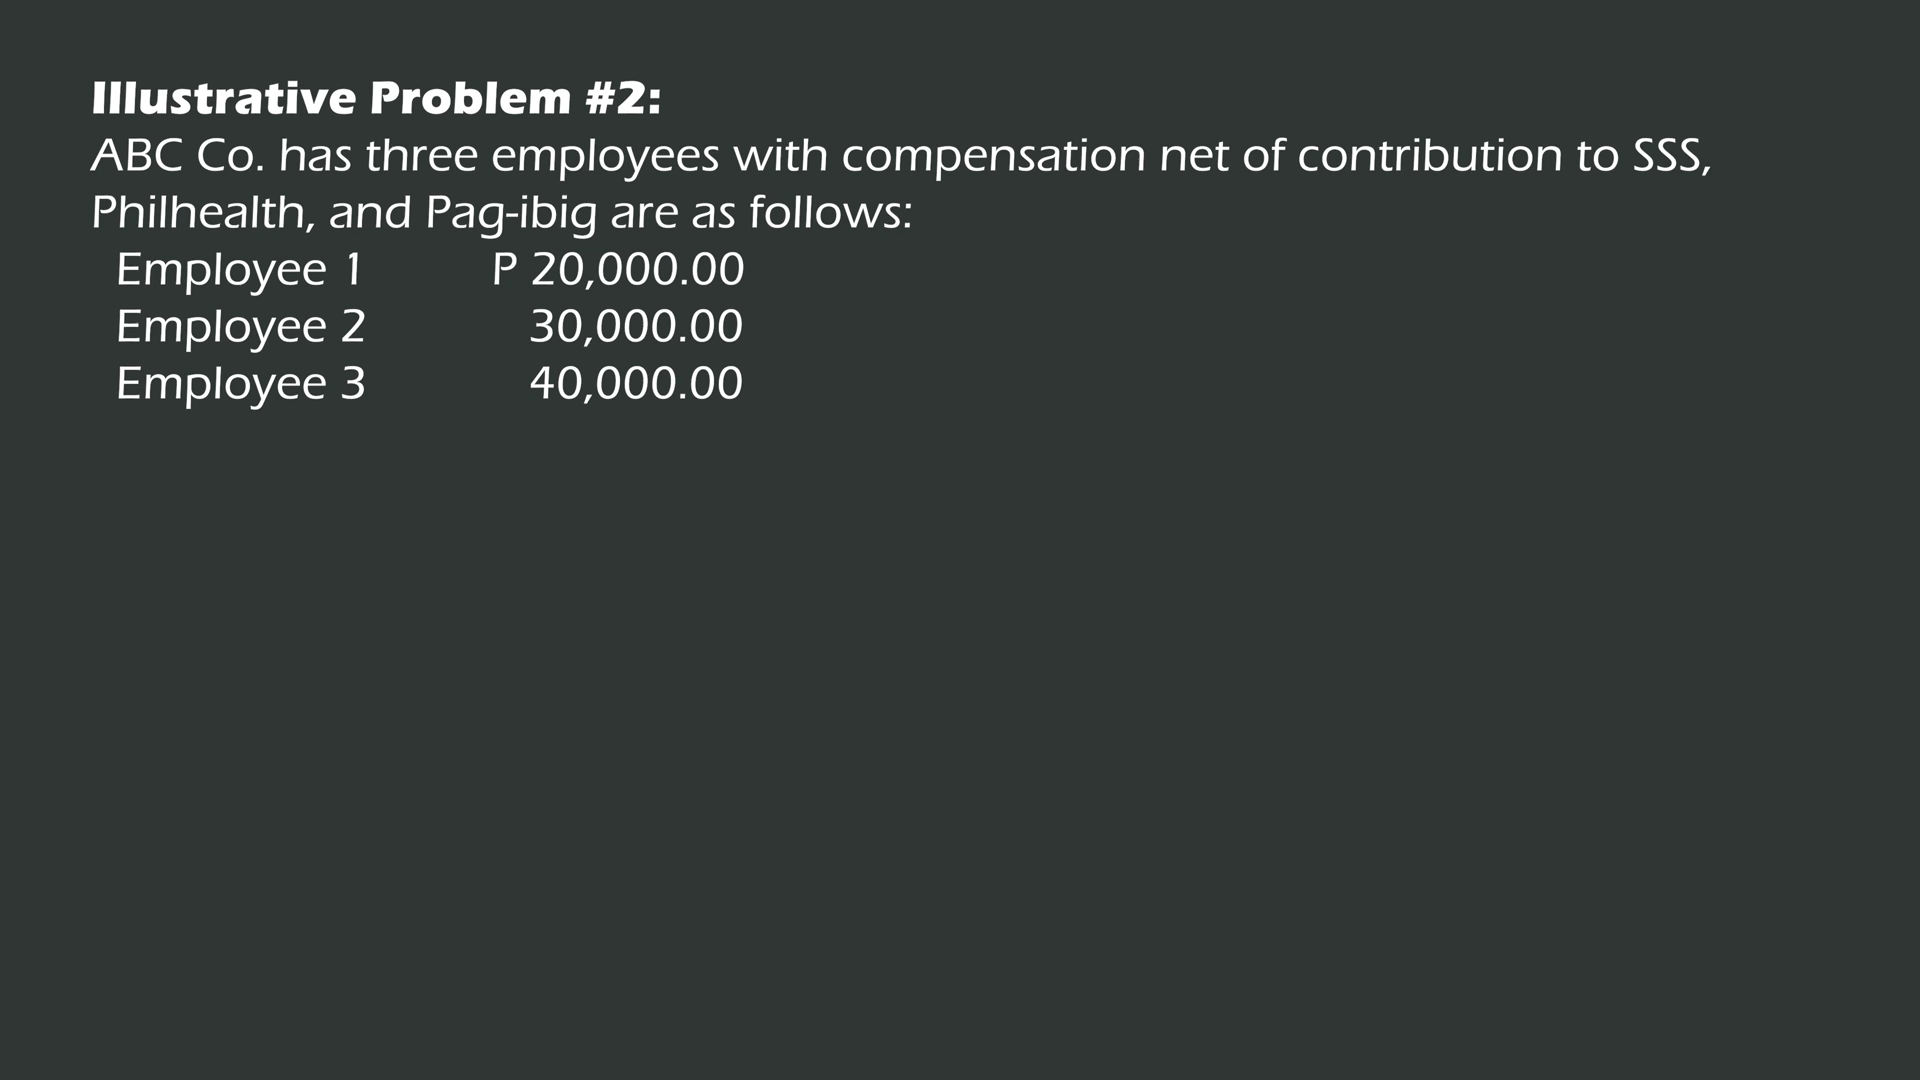 Illustrative Problem #2:
ABC Co. has three employees with compensation net of contribution to SSS,
Philhealth, and Pag-ibig are as follows:
Employee 1 P 20,000.00
Employee 2 30,000.00
Employee 3 40,000.00